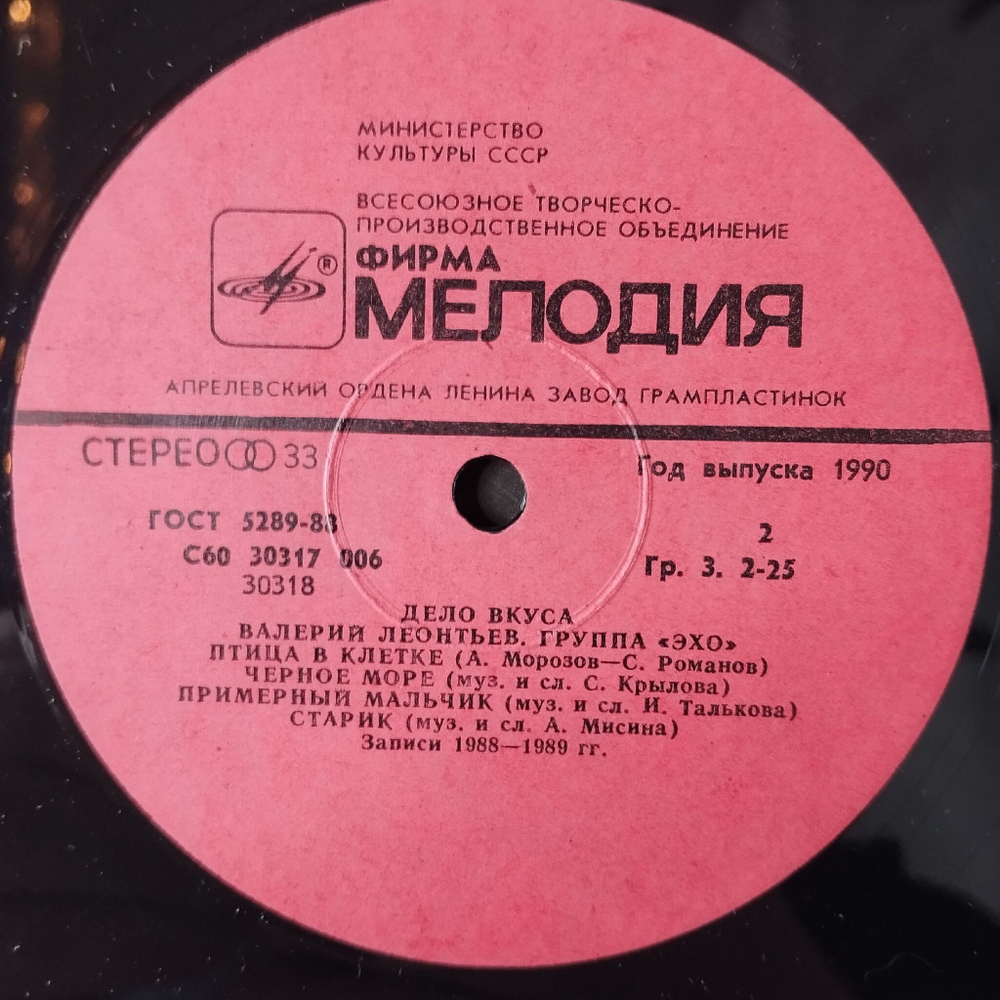 МИНИСТЕРСТВО
КУЛЬТУРЫ СССР
ВСЕСОЮЗНОЕ ТВОРЧЕСКО-
ПРОИЗВОДСТВЕННОЕ ОБЪЕДИНЕНИЕ
®
ФИРМА
МЕЛОДИЯ
АПРЕЛЕВСКИЙ ОРДЕНА ЛЕНИНА ЗАВОД ГРАМПЛАСТИНОК
СТЕРЕО 33
Год выпуска 1990
ГОСТ 5289-88
2
С60 30317 006
Гр. 3. 2-25
30318
ДЕЛО ВКУСА
ВАЛЕРИЙ ЛЕОНТЬЕВ. ГРУППА «ЭХО»
ПТИЦА В КЛЕТКЕ (А. Морозов—С. Романов)
ЧЕРНОЕ МОРЕ (муз. и сл. С. Крылова)
ПРИМЕРНЫЙ МАЛЬЧИК (муз. и сл. И. Талькова)
СТАРИК (муз. и сл. А. Мисина)
Записи 1988—1989 гг.